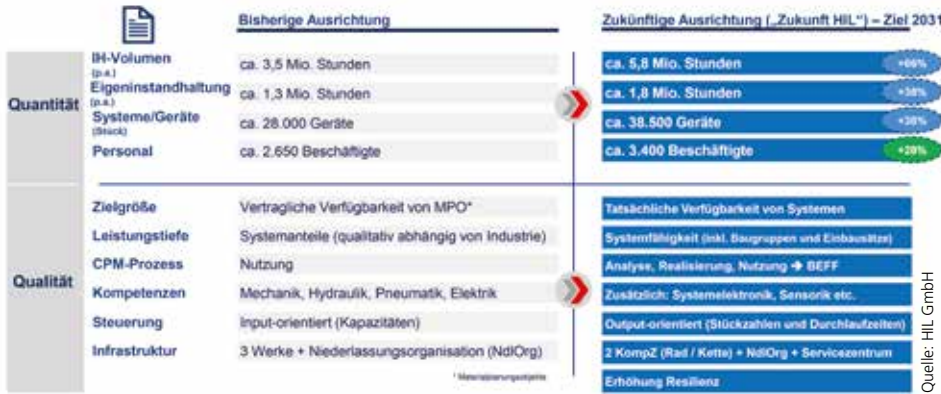 Bisherige Ausrichtung
Zukünftige Ausrichtung („Zukunft HIL“) – Ziel 2031
Quantität
IH-Volumen
(p.a.)
ca. 3,5 Mio. Stunden
ca. 5,8 Mio. Stunden
+66%
Eigeninstandhaltung
(p.a.)
ca. 1,3 Mio. Stunden
ca. 1,8 Mio. Stunden
+38%
Systeme/Geräte
(Stück)
ca. 28.000 Geräte
ca. 38.500 Geräte
+38%
Personal
ca. 2.650 Beschäftigte
ca. 3.400 Beschäftigte
+28%
Qualität
Zielgröße
Vertragliche Verfügbarkeit von MPO*
Tatsächliche Verfügbarkeit von Systemen
Leistungstiefe
Systemanteile (qualitativ abhängig von Industrie)
Systemfähigkeit (inkl. Baugruppen und Einbausätze)
CPM-Prozess
Nutzung
Analyse, Realisierung, Nutzung ➔ BEFF
Kompetenzen
Mechanik, Hydraulik, Pneumatik, Elektrik
Zusätzlich: Systemelektronik, Sensorik etc.
Steuerung
Input-orientiert (Kapazitäten)
Output-orientiert (Stückzahlen und Durchlaufzeiten)
Infrastruktur
3 Werke + Niederlassungsorganisation (NdlOrg)
2 KompZ (Rad / Kette) + NdlOrg + Servicezentrum
* Materialplanungsobjekte
Erhöhung Resilienz
Quelle: HIL GmbH